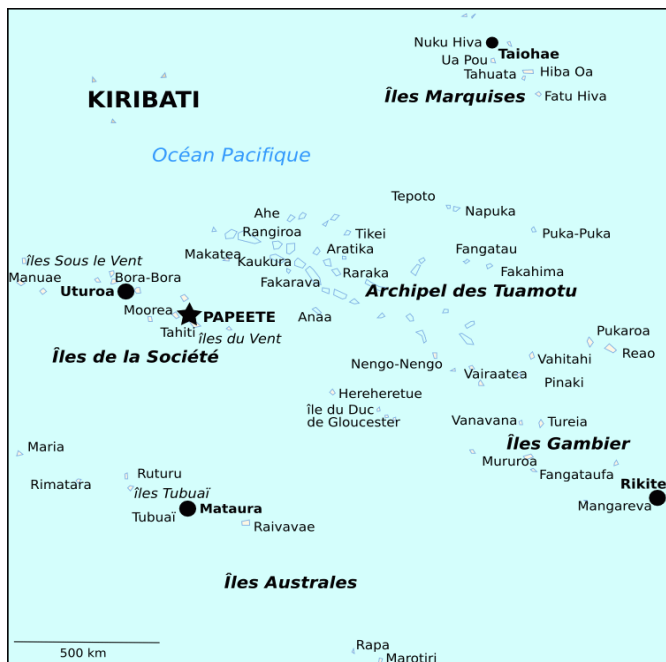 Nuku Hiva
Taiohae
Ua Pou
Tahuata
Hiba Oa
Fatu Hiva
Îles Marquises
KIRIBATI
Océan Pacifique
Tepoto
Napuka
Ahe
Rangiroa
Tikei
Puka-Puka
Makatea
Kaukura
Aratika
Fangatau
îles Sous le Vent
Manuae
Bora-Bora
Fakarava
Raraka
Fakahima
Uturoa
Archipel des Tuamotu
Moorea
PAPEETE
Anaa
Tahiti
îles du Vent
Îles de la Société
Pukaroa
Reao
Nengo-Nengo
Vahitahi
Vairaatea
Pinaki
Hereheretue
île du Duc
de Gloucester
Vanavana
Tureia
Îles Gambier
Maria
Mururoa
Fangataufa
Rimatara
Ruturu
îles Tubuaï
Rikite
Tubuaï
Mataura
Mangareva
Raivavae
Îles Australes
500 km
Rapa
Marotiri